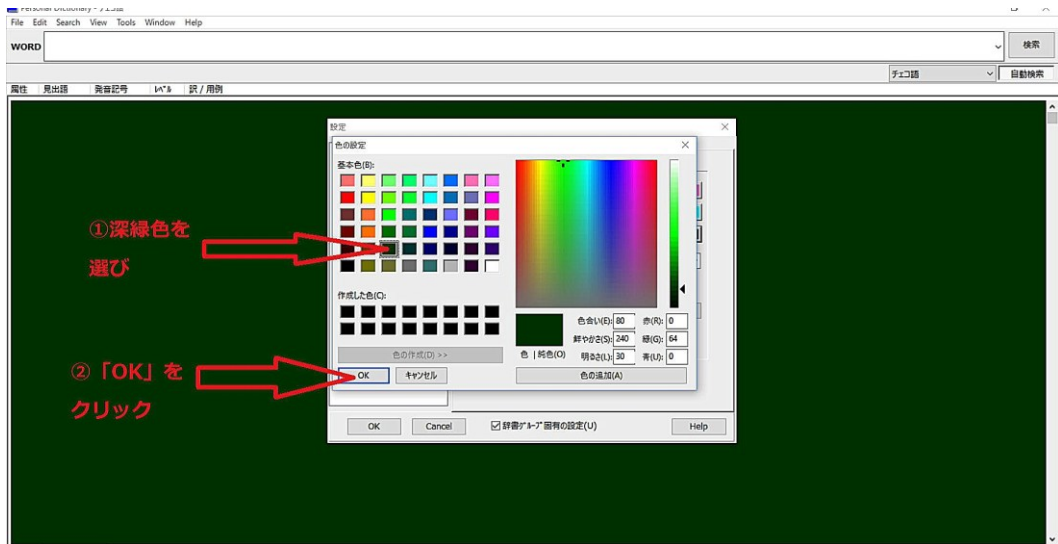 Personal Dictionary - チェコ語
File Edit Search View Tools Window Help
WORD
検索
チェコ語
自動検索
属性 見出語 発音記号 ﾚﾍﾞﾙ 訳 / 用例
設定
色の設定
基本色(B):
①深緑色を
選び
作成した色(C):
色合い(E): 80 赤(R): 0
鮮やかさ(S): 240 緑(G): 64
色 | 純色(O) 明るさ(L): 30 青(U): 0
色の作成(D) >>
OK キャンセル 色の追加(A)
②「OK」を
クリック
OK Cancel 辞書ｸﾞﾙｰﾌﾟ固有の設定(U) Help